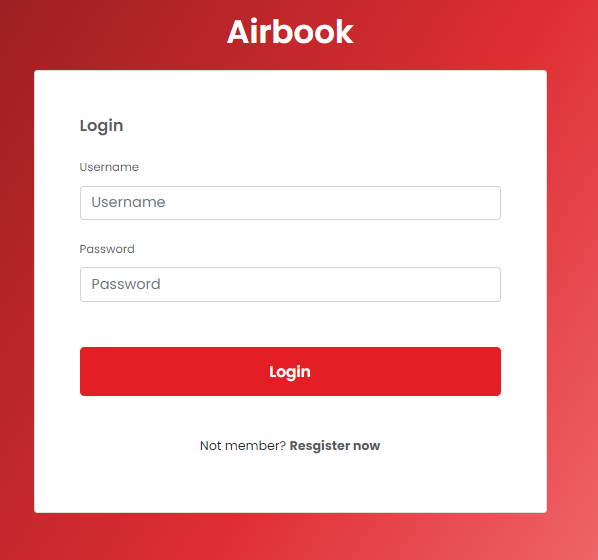 Airbook
Login
Username
Username
Password
Password
Login
Not member? Resgister now